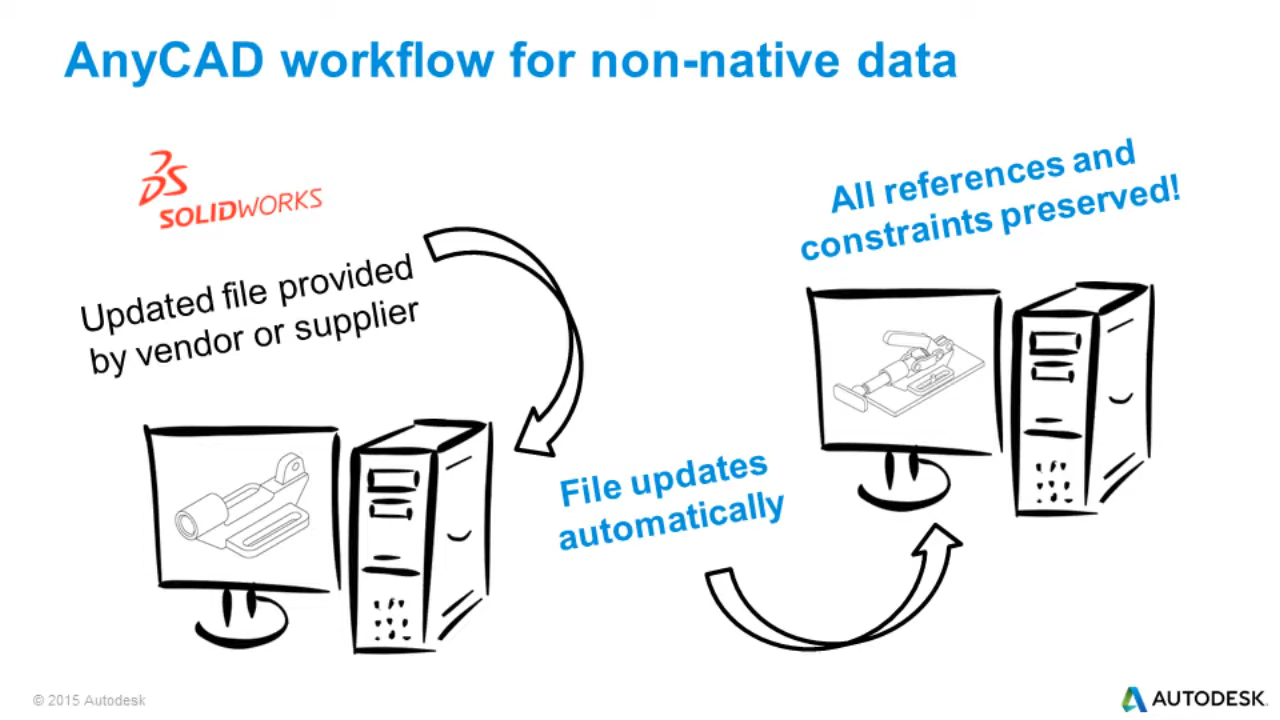 AnyCAD workflow for non-native data
DS
SOLIDWORKS
Updated file provided
by vendor or supplier
File updates
automatically
All references and
constraints preserved!
© 2015 Autodesk
AUTODESK.